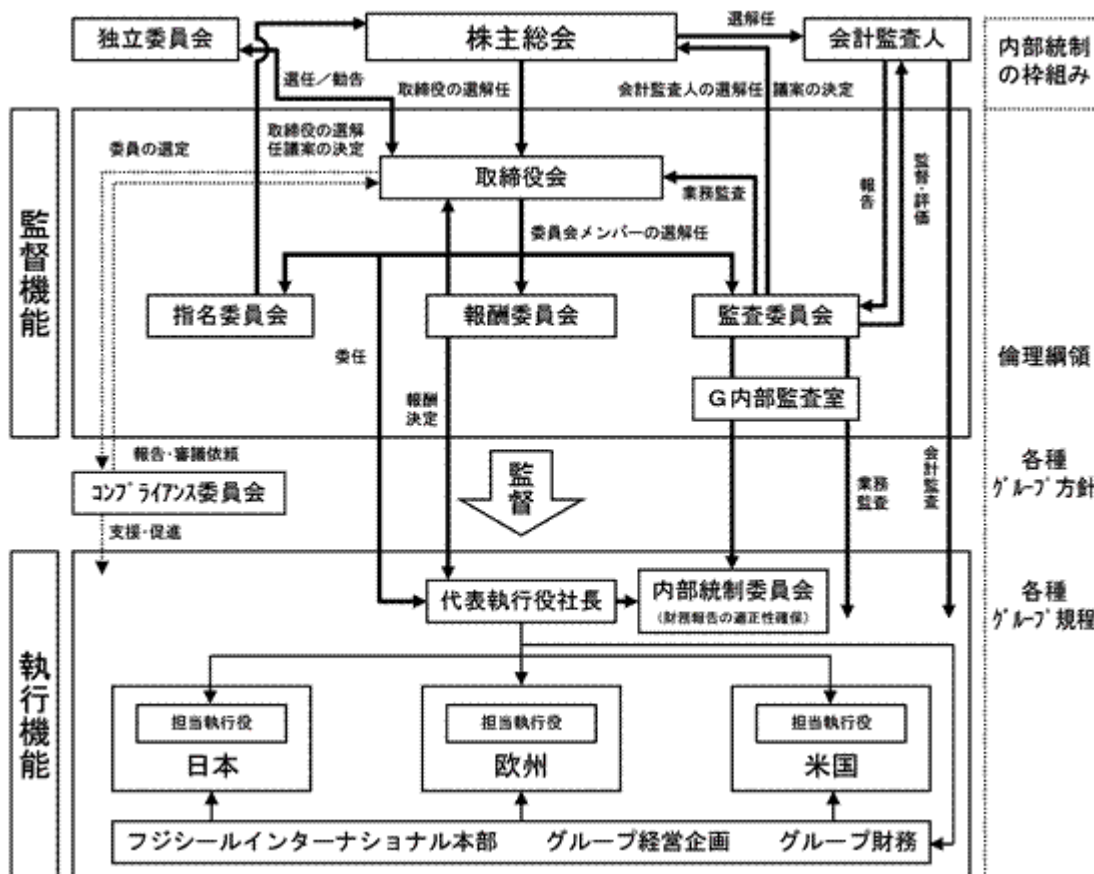 独立委員会
株主総会
選解任
会計監査人
内部統制
の枠組み
選任／勧告
取締役の選解任
会計監査人の選解任
議案の決定
委員の選定
取締役の選解
任議案の決定
取締役会
業務監査
報告
監督・評価
監督機能
委員会メンバーの選解任
指名委員会
報酬委員会
監査委員会
倫理綱領
委任
報酬
決定
G内部監査室
報告・審議依頼
ｺﾝﾌﾟﾗｲｱﾝｽ委員会
監督
業務
監査
会計監査
各種
ｸﾞﾙｰﾌﾟ方針
支援・促進
代表執行役社長
内部統制委員会
（財務報告の適正性確保）
各種
ｸﾞﾙｰﾌﾟ規程
執行機能
担当執行役
日本
担当執行役
欧州
担当執行役
米国
フジシールインターナショナル本部　グループ経営企画　グループ財務